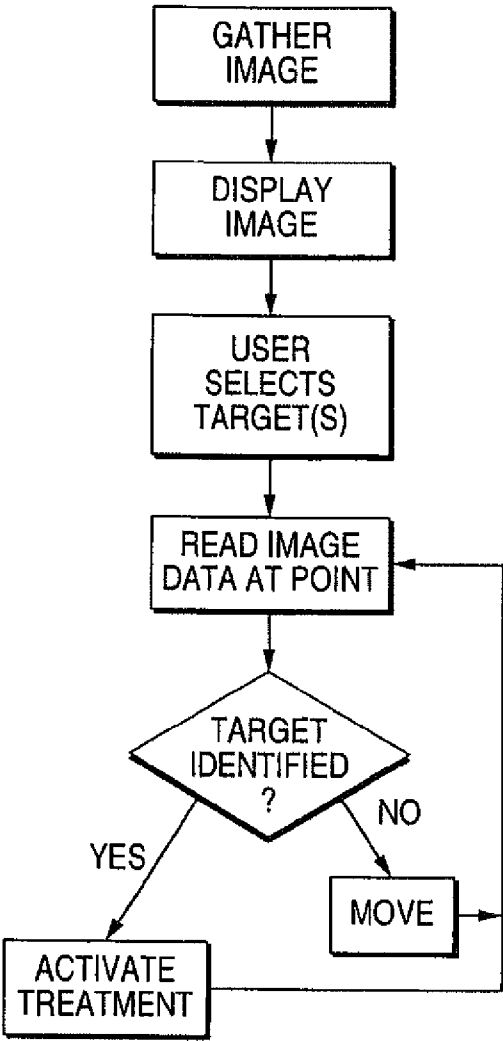 GATHER
IMAGE
DISPLAY
IMAGE
USER
SELECTS
TARGET(S)
READ IMAGE
DATA AT POINT
TARGET
IDENTIFIED
?
YES
NO
MOVE
ACTIVATE
TREATMENT